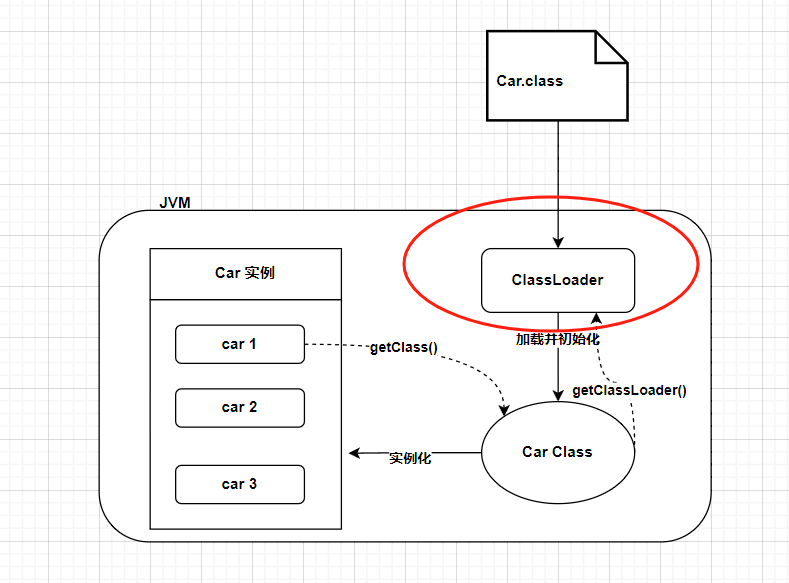 Car.class
JVM
Car 实例
ClassLoader
car 1
getClass()
加载并初始化
getClassLoader()
car 2
Car Class
实例化
car 3